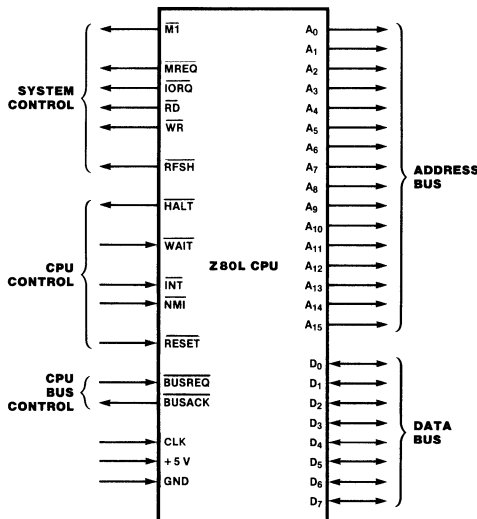 SYSTEM
CONTROL
M1
MREQ
IORQ
RD
WR
RFSH
CPU
CONTROL
HALT
WAIT
INT
NMI
RESET
CPU
BUS
CONTROL
BUSREQ
BUSACK
CLK
+5 V
GND
Z80L CPU
A0
A1
A2
A3
A4
A5
A6
A7
A8
A9
A10
A11
A12
A13
A14
A15
ADDRESS
BUS
D0
D1
D2
D3
D4
D5
D6
D7
DATA
BUS